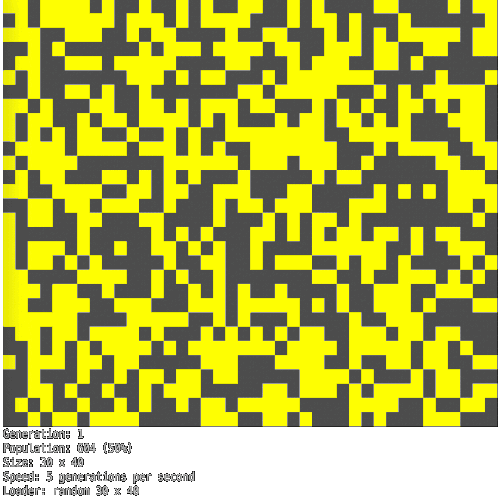 Generation: 1
Population: 604 (50%)
Size: 30 x 40
Speed: 5 generations per second
Loader: random 30 x 40